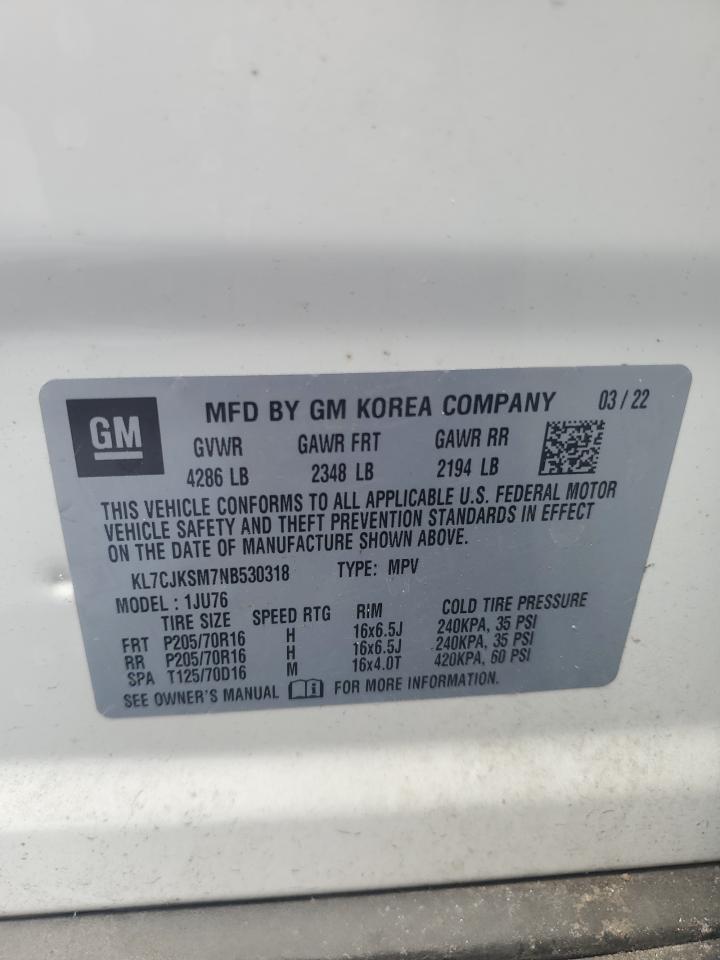 GM
MFD BY GM KOREA COMPANY 03 / 22
GVWR GAWR FRT GAWR RR
4286 LB 2348 LB 2194 LB
THIS VEHICLE CONFORMS TO ALL APPLICABLE U.S. FEDERAL MOTOR
VEHICLE SAFETY AND THEFT PREVENTION STANDARDS IN EFFECT
ON THE DATE OF MANUFACTURE SHOWN ABOVE.
KL7CJKSM7NB530318 TYPE: MPV
MODEL : 1JU76
TIRE SIZE SPEED RTG RIM COLD TIRE PRESSURE
FRT P205/70R16 H 16x6.5J 240KPA, 35 PSI
RR P205/70R16 H 16x6.5J 240KPA, 35 PSI
SPA T125/70D16 M 16x4.0T 420KPA, 60 PSI
SEE OWNER'S MANUAL i FOR MORE INFORMATION.